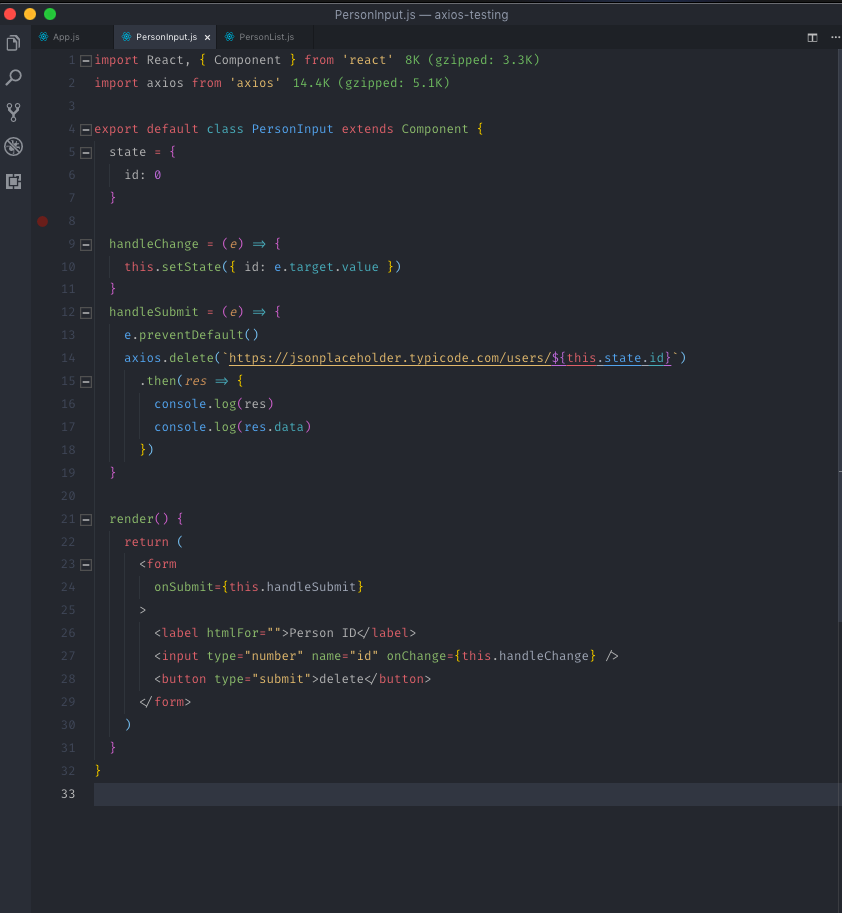 PersonInput.js — axios-testing
App.js PersonInput.js × PersonList.js
1 import React, { Component } from 'react' 8K (gzipped: 3.3K)
2 import axios from 'axios' 14.4K (gzipped: 5.1K)
3
4 export default class PersonInput extends Component {
5 state = {
6 id: 0
7 }
8
9 handleChange = (e) => {
10 this.setState({ id: e.target.value })
11 }
12 handleSubmit = (e) => {
13 e.preventDefault()
14 axios.delete(`https://jsonplaceholder.typicode.com/users/${this.state.id}`)
15 .then(res => {
16 console.log(res)
17 console.log(res.data)
18 })
19 }
20
21 render() {
22 return (
23 <form
24 onSubmit={this.handleSubmit}
25 >
26 <label htmlFor="">Person ID</label>
27 <input type="number" name="id" onChange={this.handleChange} />
28 <button type="submit">delete</button>
29 </form>
30 )
31 }
32 }
33